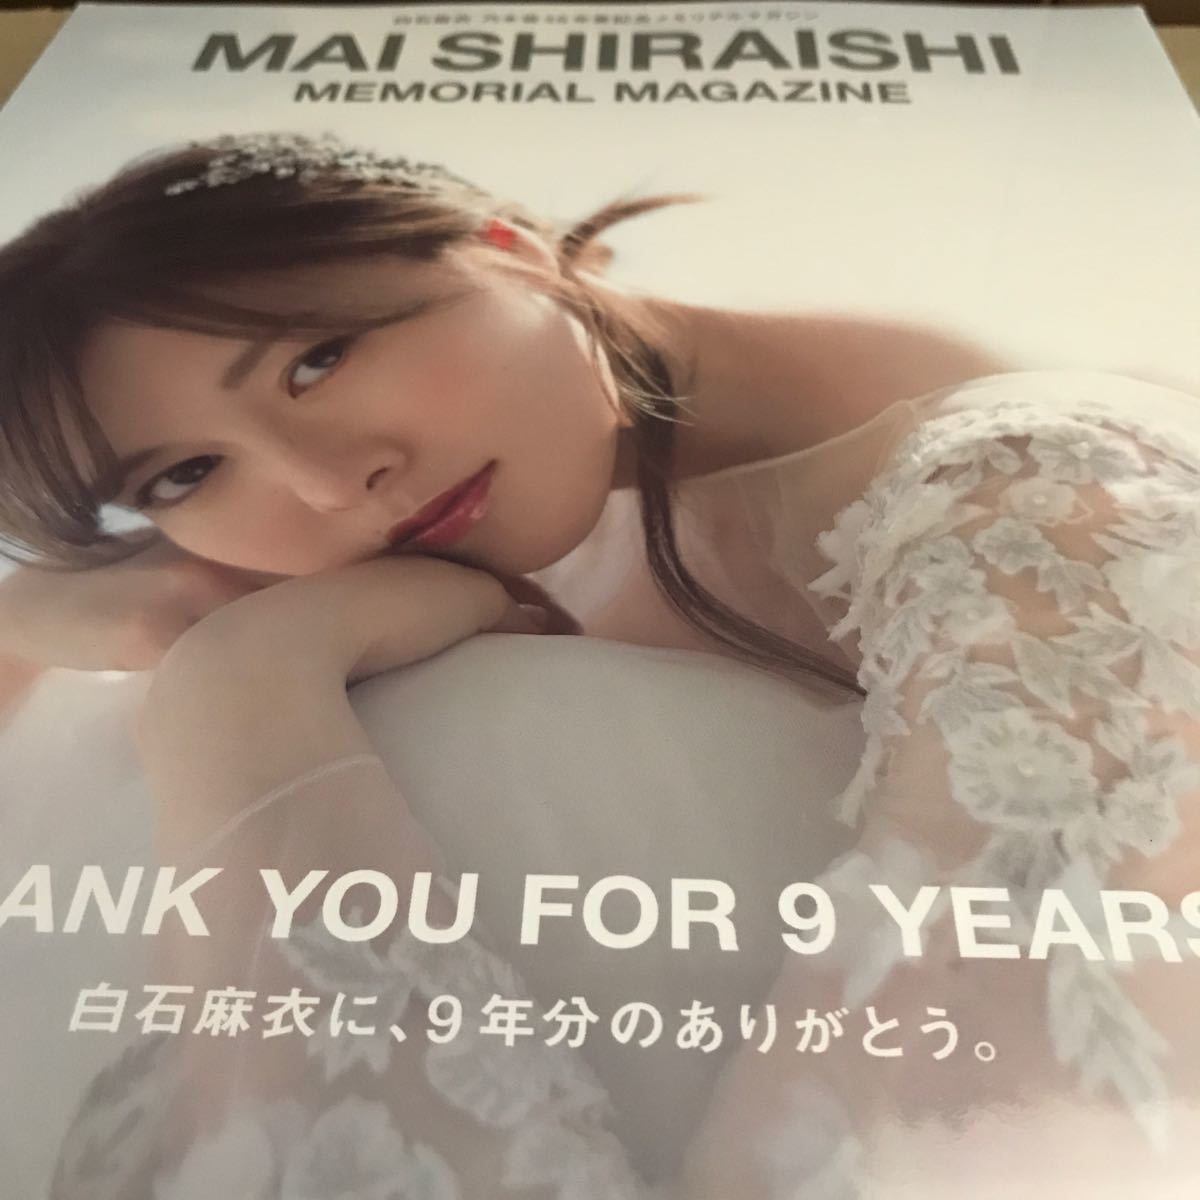 白石麻衣 乃木坂46卒業記念メモリアルマガジン
MAI SHIRAISHI
MEMORIAL MAGAZINE
ANK YOU FOR 9 YEARS
白石麻衣に、9年分のありがとう。